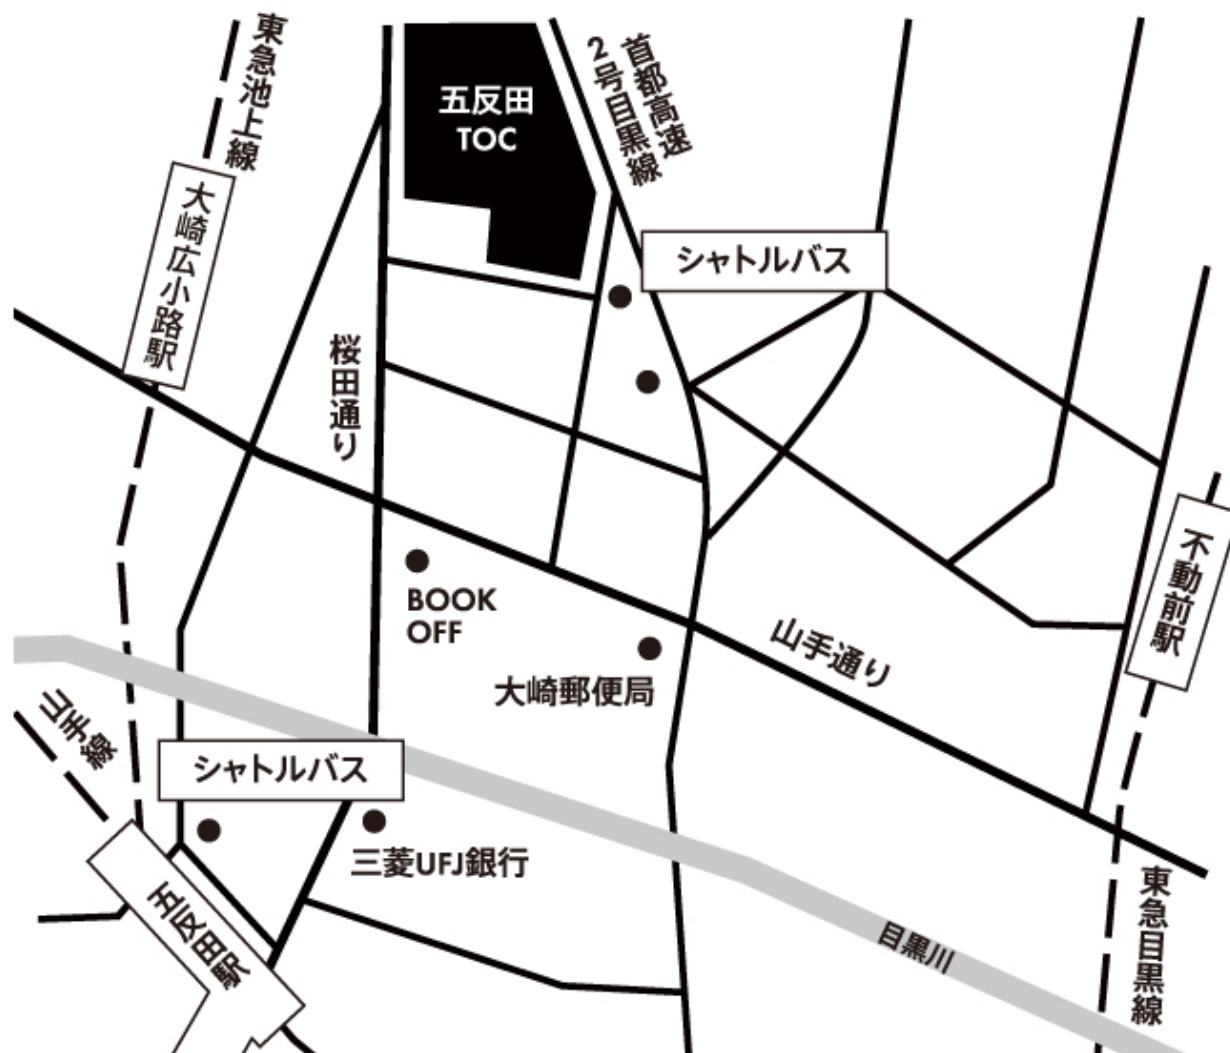 東急池上線
五反田
TOC
首都高速
2号目黒線
大崎広小路駅
シャトルバス
桜田通り
不動前駅
BOOK
OFF
大崎郵便局
山手通り
山手線
シャトルバス
三菱UFJ銀行
五反田駅
目黒川
東急目黒線